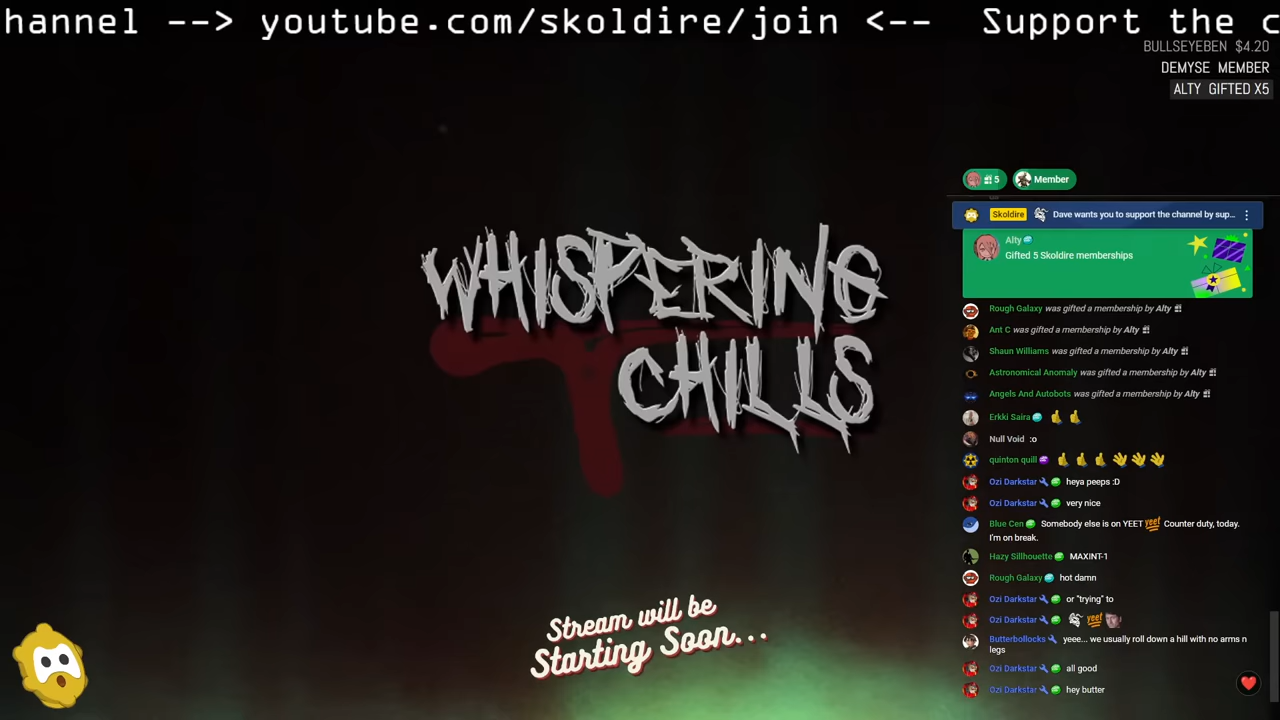 hannel --> youtube.com/skoldire/join <-- Support the c
BULLSEYEBEN $4.20
DEMYSE MEMBER
ALTY GIFTED X5
5
Member
Skoldire Dave wants you to support the channel by sup...
Alty
Gifted 5 Skoldire memberships
Rough Galaxy was gifted a membership by Alty
Ant C was gifted a membership by Alty
Shaun Williams was gifted a membership by Alty
Astronomical Anomaly was gifted a membership by Alty
Angels And Autobots was gifted a membership by Alty
Erkki Saira
Null Void :o
quinton quill
Ozi Darkstar heya peeps :D
Ozi Darkstar very nice
Blue Cen Somebody else is on YEET yeet Counter duty, today.
I'm on break.
Hazy Sillhouette MAXINT-1
Rough Galaxy hot damn
Ozi Darkstar or "trying" to
Ozi Darkstar yeet
Butterbollocks yeee... we usually roll down a hill with no arms n
legs
Ozi Darkstar all good
Ozi Darkstar hey butter
WHISPERING
CHILLS
Stream will be
Starting Soon...